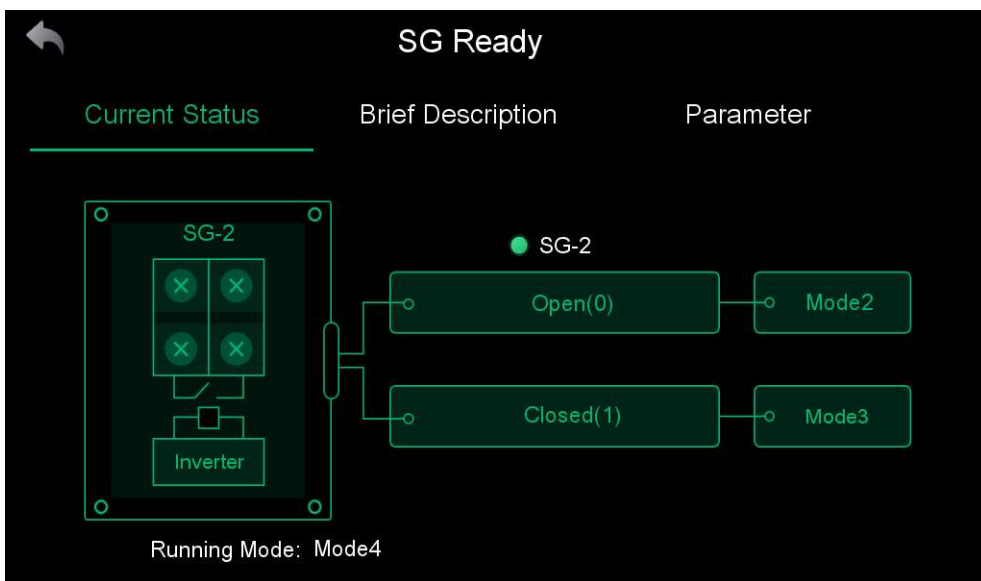 SG Ready
Current Status Brief Description Parameter
SG-2
SG-2
Open(0) Mode2
Closed(1) Mode3
Inverter
Running Mode: Mode4